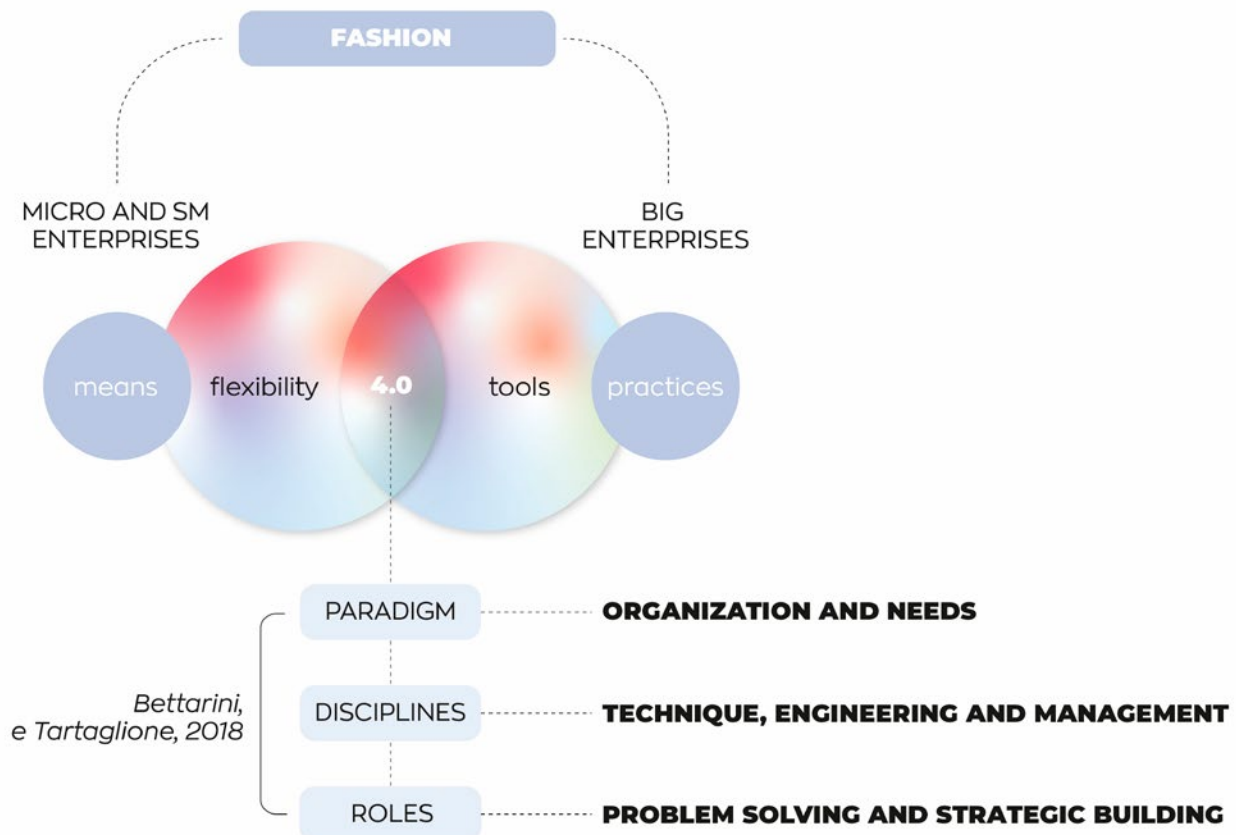 FASHION
MICRO AND SM
ENTERPRISES
BIG
ENTERPRISES
means
flexibility
4.0
tools
practices
PARADIGM
ORGANIZATION AND NEEDS
Bettarini,
e Tartaglione, 2018
DISCIPLINES
TECHNIQUE, ENGINEERING AND MANAGEMENT
ROLES
PROBLEM SOLVING AND STRATEGIC BUILDING